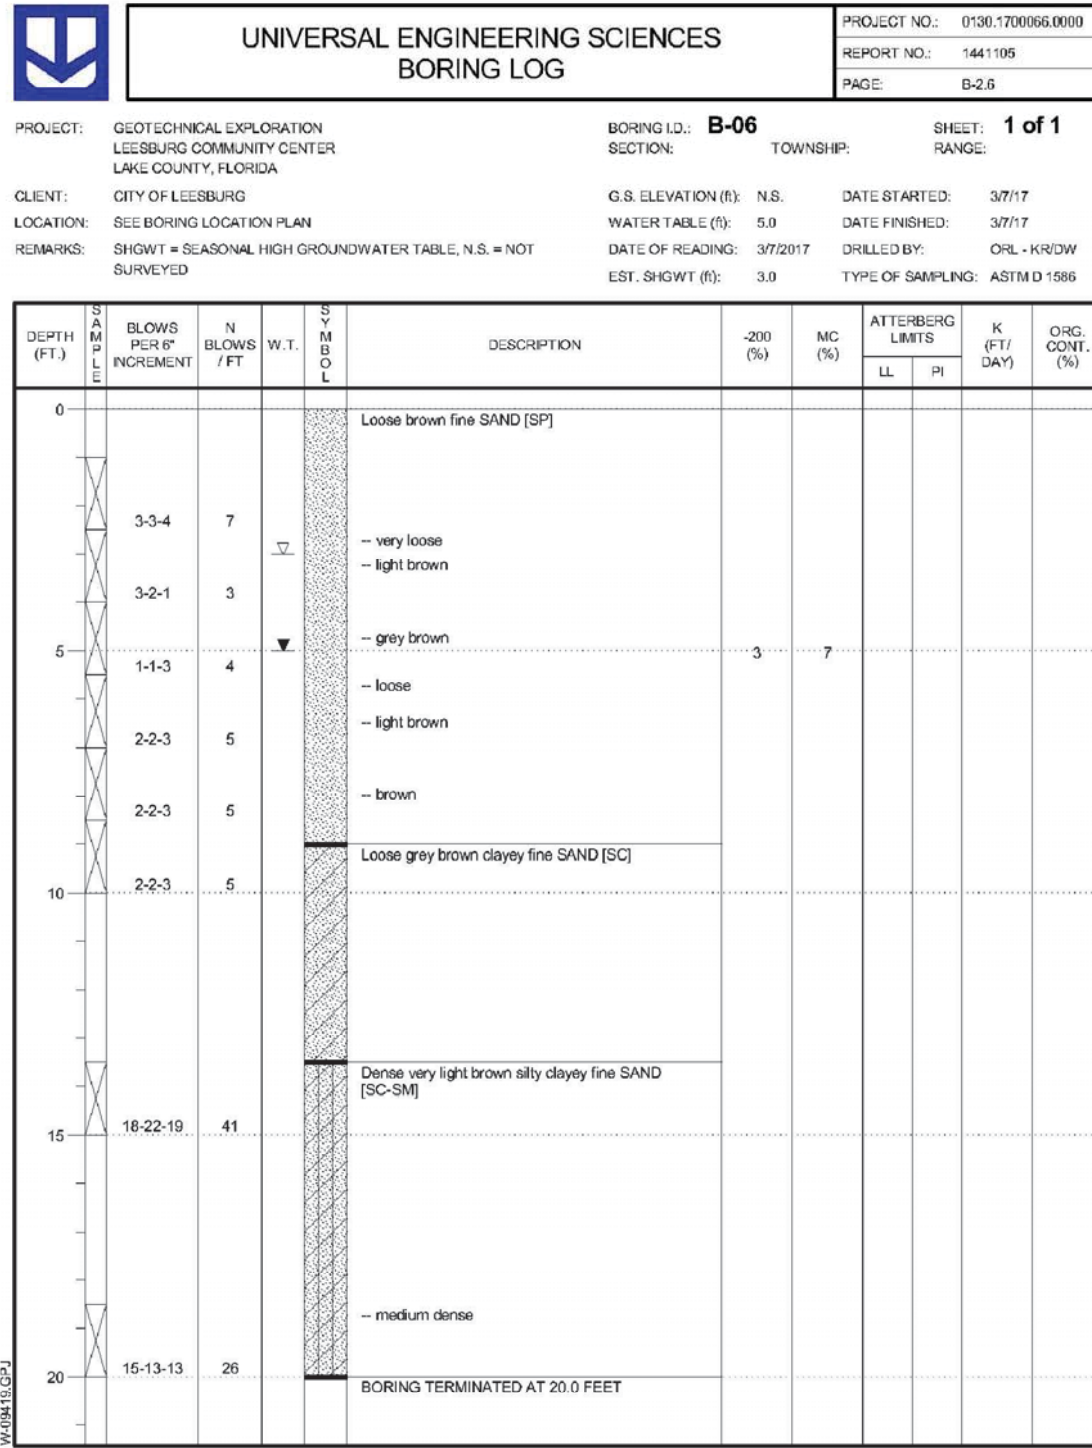 UNIVERSAL ENGINEERING SCIENCES
BORING LOG
PROJECT NO.: 0130.1700066.0000
REPORT NO.: 1441105
PAGE: B-2.6
PROJECT: GEOTECHNICAL EXPLORATION
LEESBURG COMMUNITY CENTER
LAKE COUNTY, FLORIDA
BORING I.D.: B-06 SHEET: 1 of 1
SECTION: TOWNSHIP: RANGE:
CLIENT: CITY OF LEESBURG
G.S. ELEVATION (ft): N.S. DATE STARTED: 3/7/17
LOCATION: SEE BORING LOCATION PLAN
WATER TABLE (ft): 5.0 DATE FINISHED: 3/7/17
REMARKS: SHGWT = SEASONAL HIGH GROUNDWATER TABLE, N.S. = NOT
SURVEYED
DATE OF READING: 3/7/2017 DRILLED BY: ORL - KR/DW
EST. SHGWT (ft): 3.0 TYPE OF SAMPLING: ASTM D 1586
DEPTH
(FT.)
SAMPLE
BLOWS
PER 6"
INCREMENT
N
BLOWS
/ FT
W.T.
SYMBOL
DESCRIPTION
-200
(%)
MC
(%)
ATTERBERG
LIMITS
LL PI
K
(FT/
DAY)
ORG.
CONT.
(%)
0
Loose brown fine SAND [SP]
3-3-4 7
-- very loose
-- light brown
3-2-1 3
-- grey brown
5 3 7
1-1-3 4
-- loose
-- light brown
2-2-3 5
-- brown
2-2-3 5
Loose grey brown clayey fine SAND [SC]
2-2-3 5
10
Dense very light brown silty clayey fine SAND
[SC-SM]
18-22-19 41
15
-- medium dense
15-13-13 26
20
BORING TERMINATED AT 20.0 FEET
W-09419.GPJ